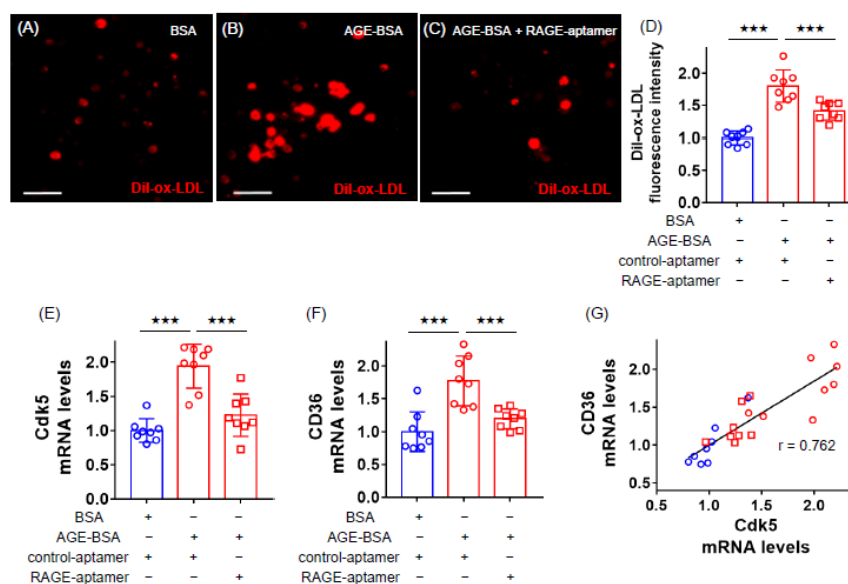 (A) BSA
Dil-ox-LDL
(B) AGE-BSA
Dil-ox-LDL
(C) AGE-BSA + RAGE-aptamer
Dil-ox-LDL
(D)
★★★ ★★★
Dil-ox-LDL
fluorescence intensity
2.5
2.0
1.5
1.0
0.5
0.0
BSA + − −
AGE-BSA − + +
control-aptamer + + −
RAGE-aptamer − − +
(E)
★★★ ★★★
Cdk5
mRNA levels
2.0
1.5
1.0
0.5
0.0
BSA + − −
AGE-BSA − + +
control-aptamer + + −
RAGE-aptamer − − +
(F)
★★★ ★★★
CD36
mRNA levels
2.0
1.5
1.0
0.5
0.0
BSA + − −
AGE-BSA − + +
control-aptamer + + −
RAGE-aptamer − − +
(G)
CD36
mRNA levels
2.5
2.0
1.5
1.0
0.5
r = 0.762
0.5 1.0 1.5 2.0
Cdk5
mRNA levels